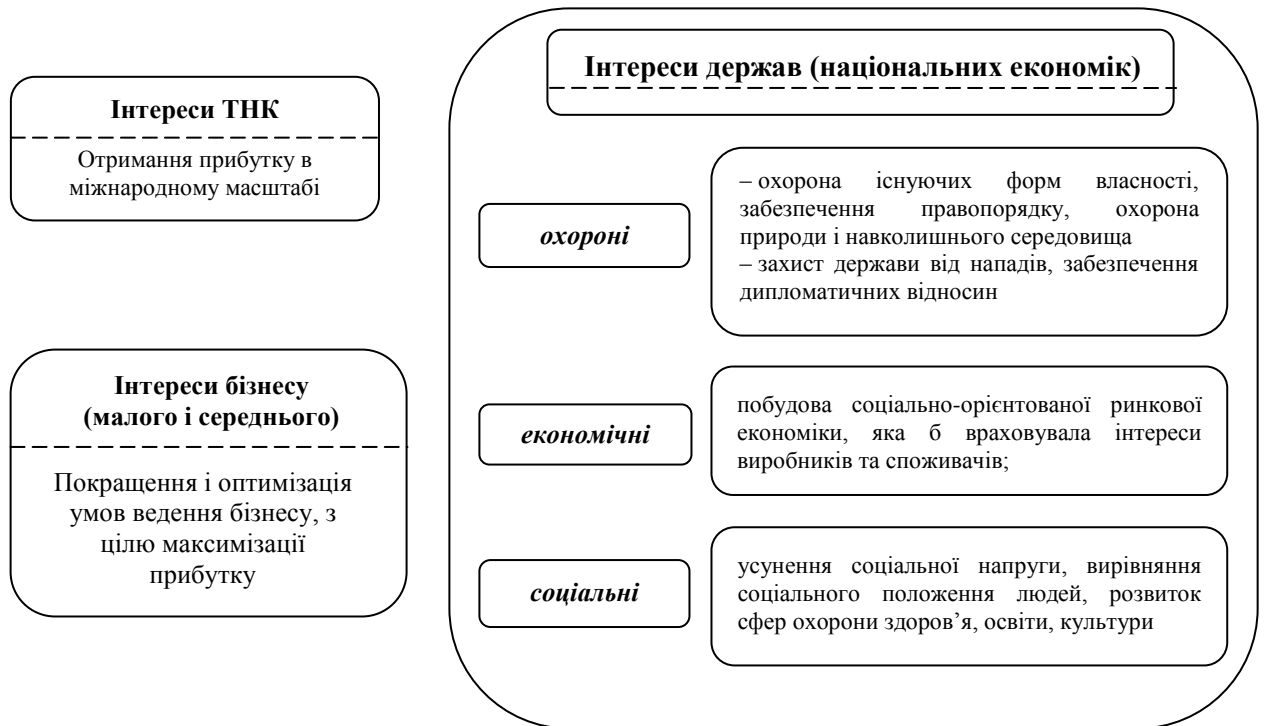 Інтереси ТНК
Отримання прибутку в
міжнародному масштабі
Інтереси бізнесу
(малого і середнього)
Покращення і оптимізація
умов ведення бізнесу, з
цілю максимізації
прибутку
Інтереси держав (національних економік)
охороні
– охорона існуючих форм власності,
забезпечення правопорядку, охорона
природи і навколишнього середовища
– захист держави від нападів, забезпечення
дипломатичних відносин
економічні
побудова соціально-орієнтованої ринкової
економіки, яка б враховувала інтереси
виробників та споживачів;
соціальні
усунення соціальної напруги, вирівняння
соціального положення людей, розвиток
сфер охорони здоров’я, освіти, культури